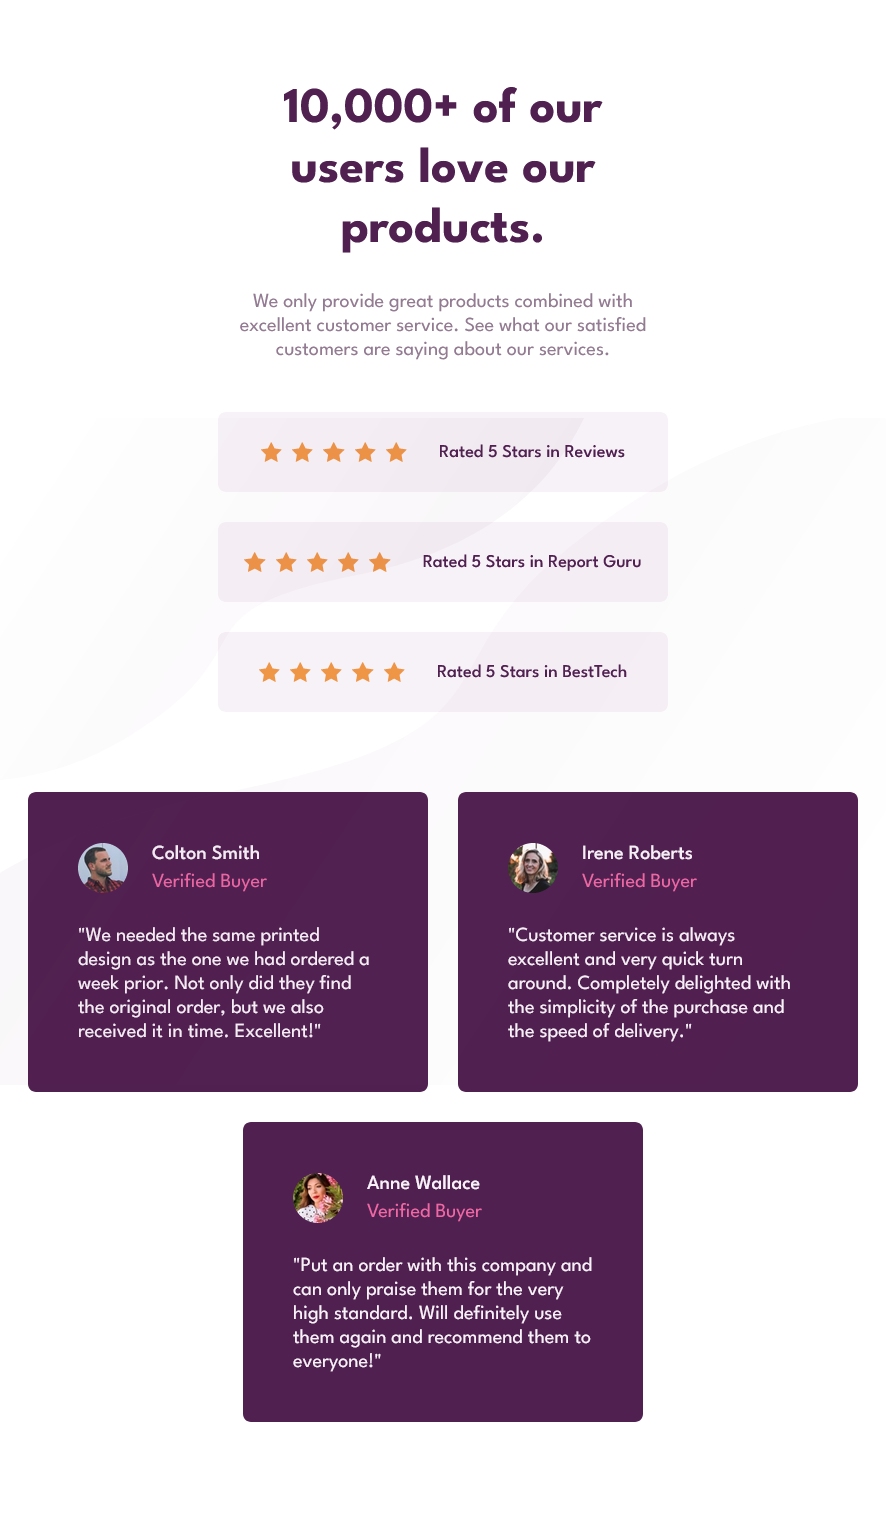 10,000+ of our
users love our
products.
We only provide great products combined with
excellent customer service. See what our satisfied
customers are saying about our services.
Rated 5 Stars in Reviews
Rated 5 Stars in Report Guru
Rated 5 Stars in BestTech
Colton Smith
Verified Buyer
"We needed the same printed
design as the one we had ordered a
week prior. Not only did they find
the original order, but we also
received it in time. Excellent!"
Irene Roberts
Verified Buyer
"Customer service is always
excellent and very quick turn
around. Completely delighted with
the simplicity of the purchase and
the speed of delivery."
Anne Wallace
Verified Buyer
"Put an order with this company and
can only praise them for the very
high standard. Will definitely use
them again and recommend them to
everyone!"